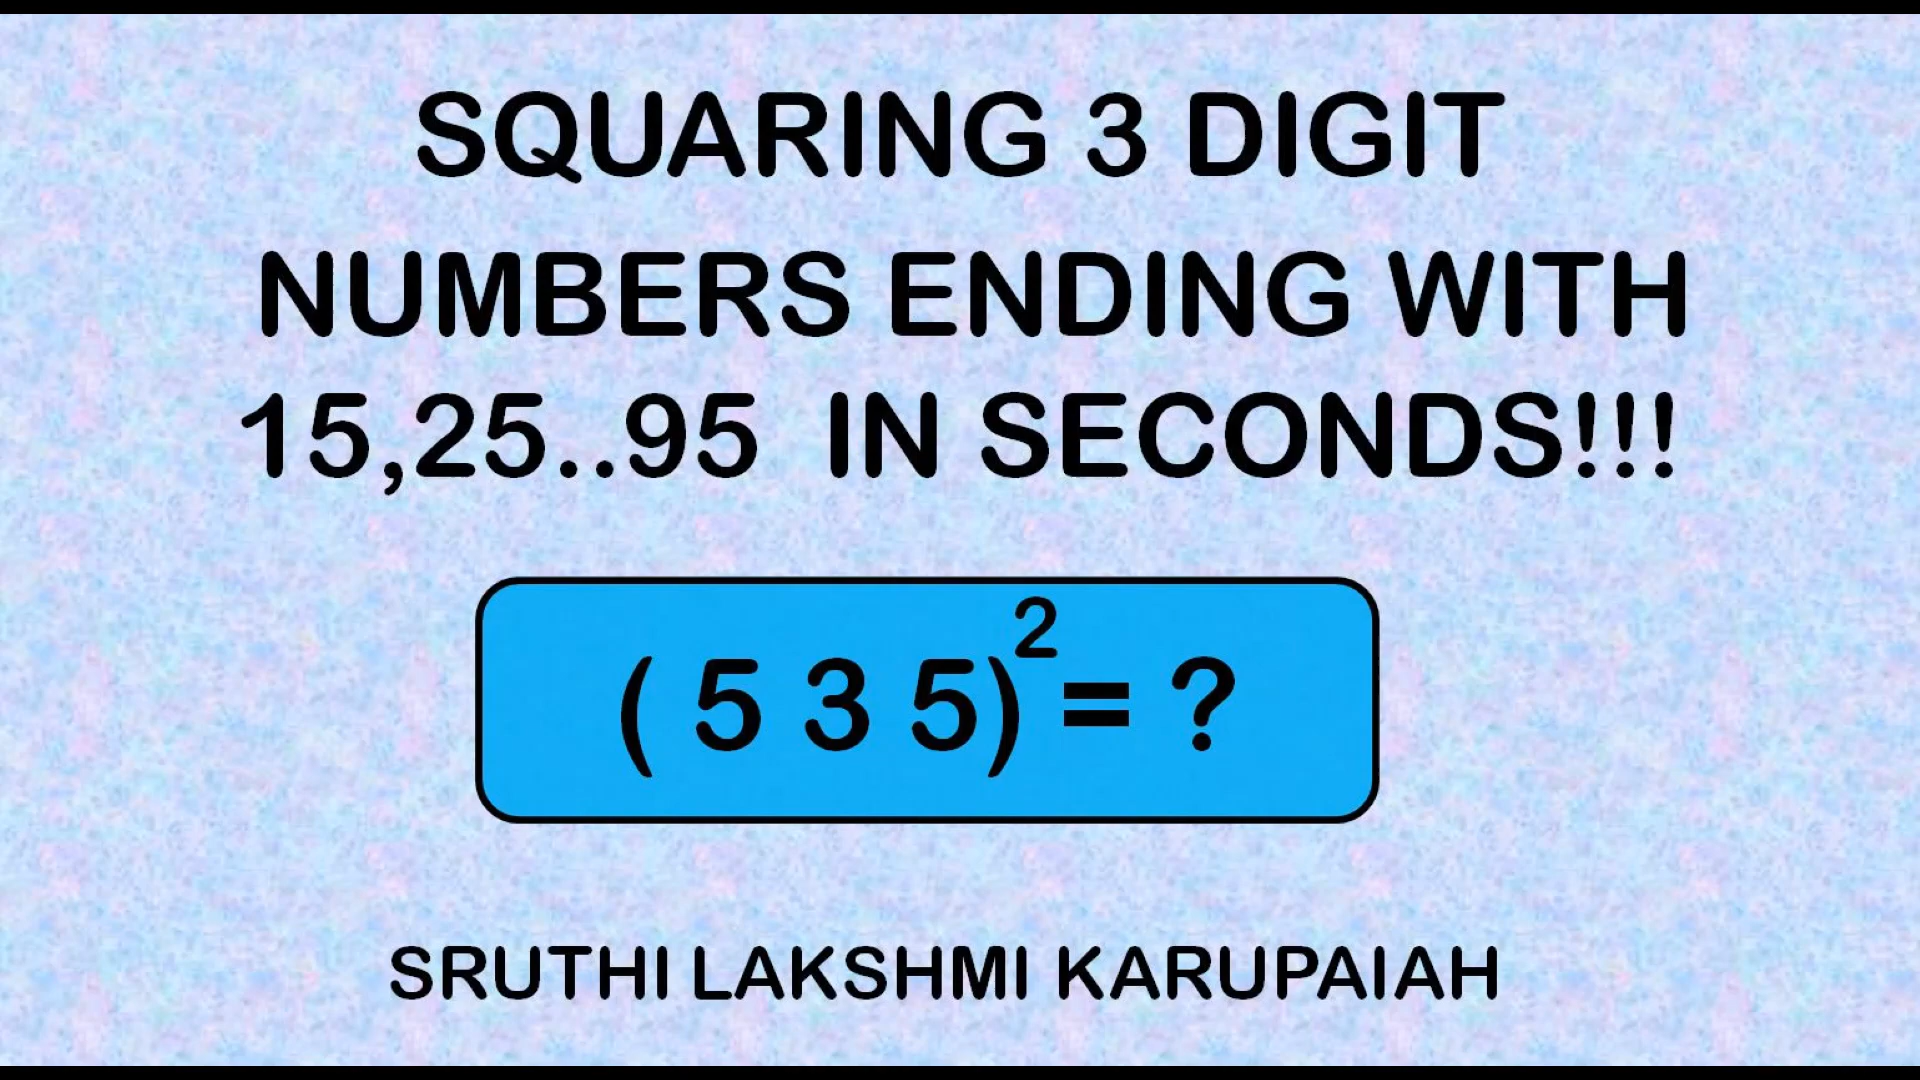 SQUARING 3 DIGIT
NUMBERS ENDING WITH
15,25..95 IN SECONDS!!!
( 5 3 5)² = ?
SRUTHI LAKSHMI KARUPAIAH